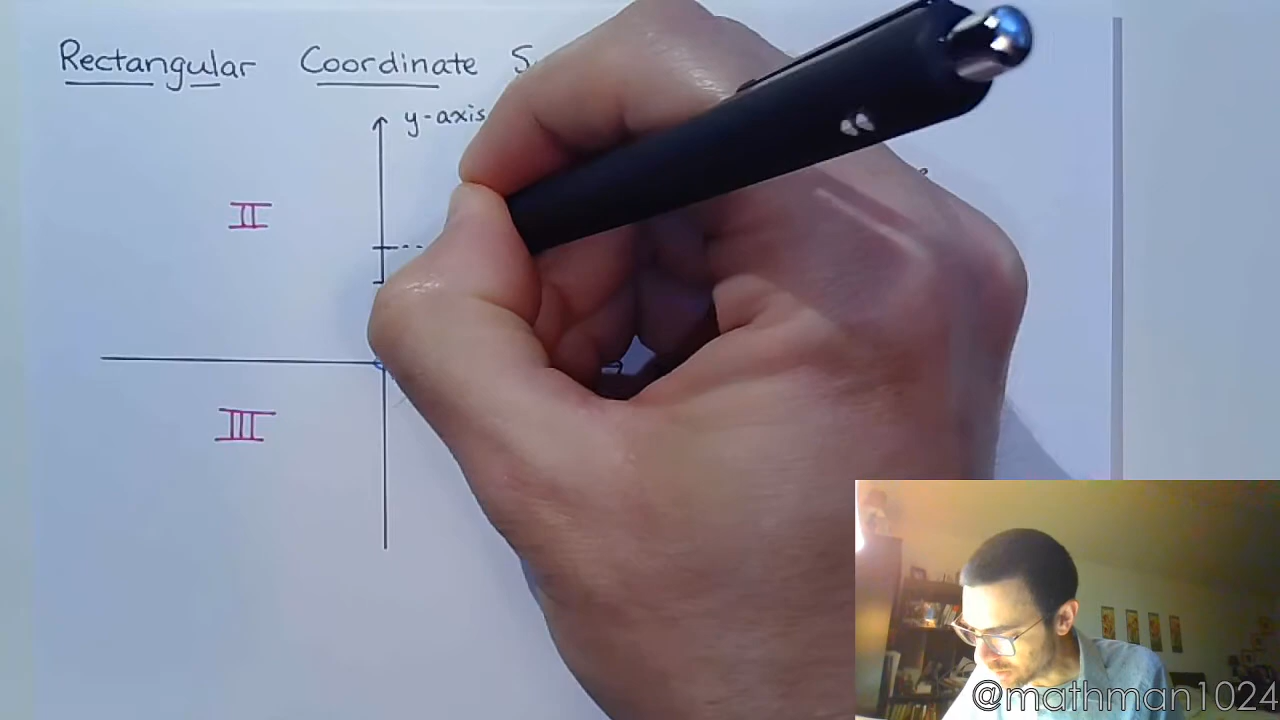 Rectangular Coordinate
y-axis
II
III
@mathman1024